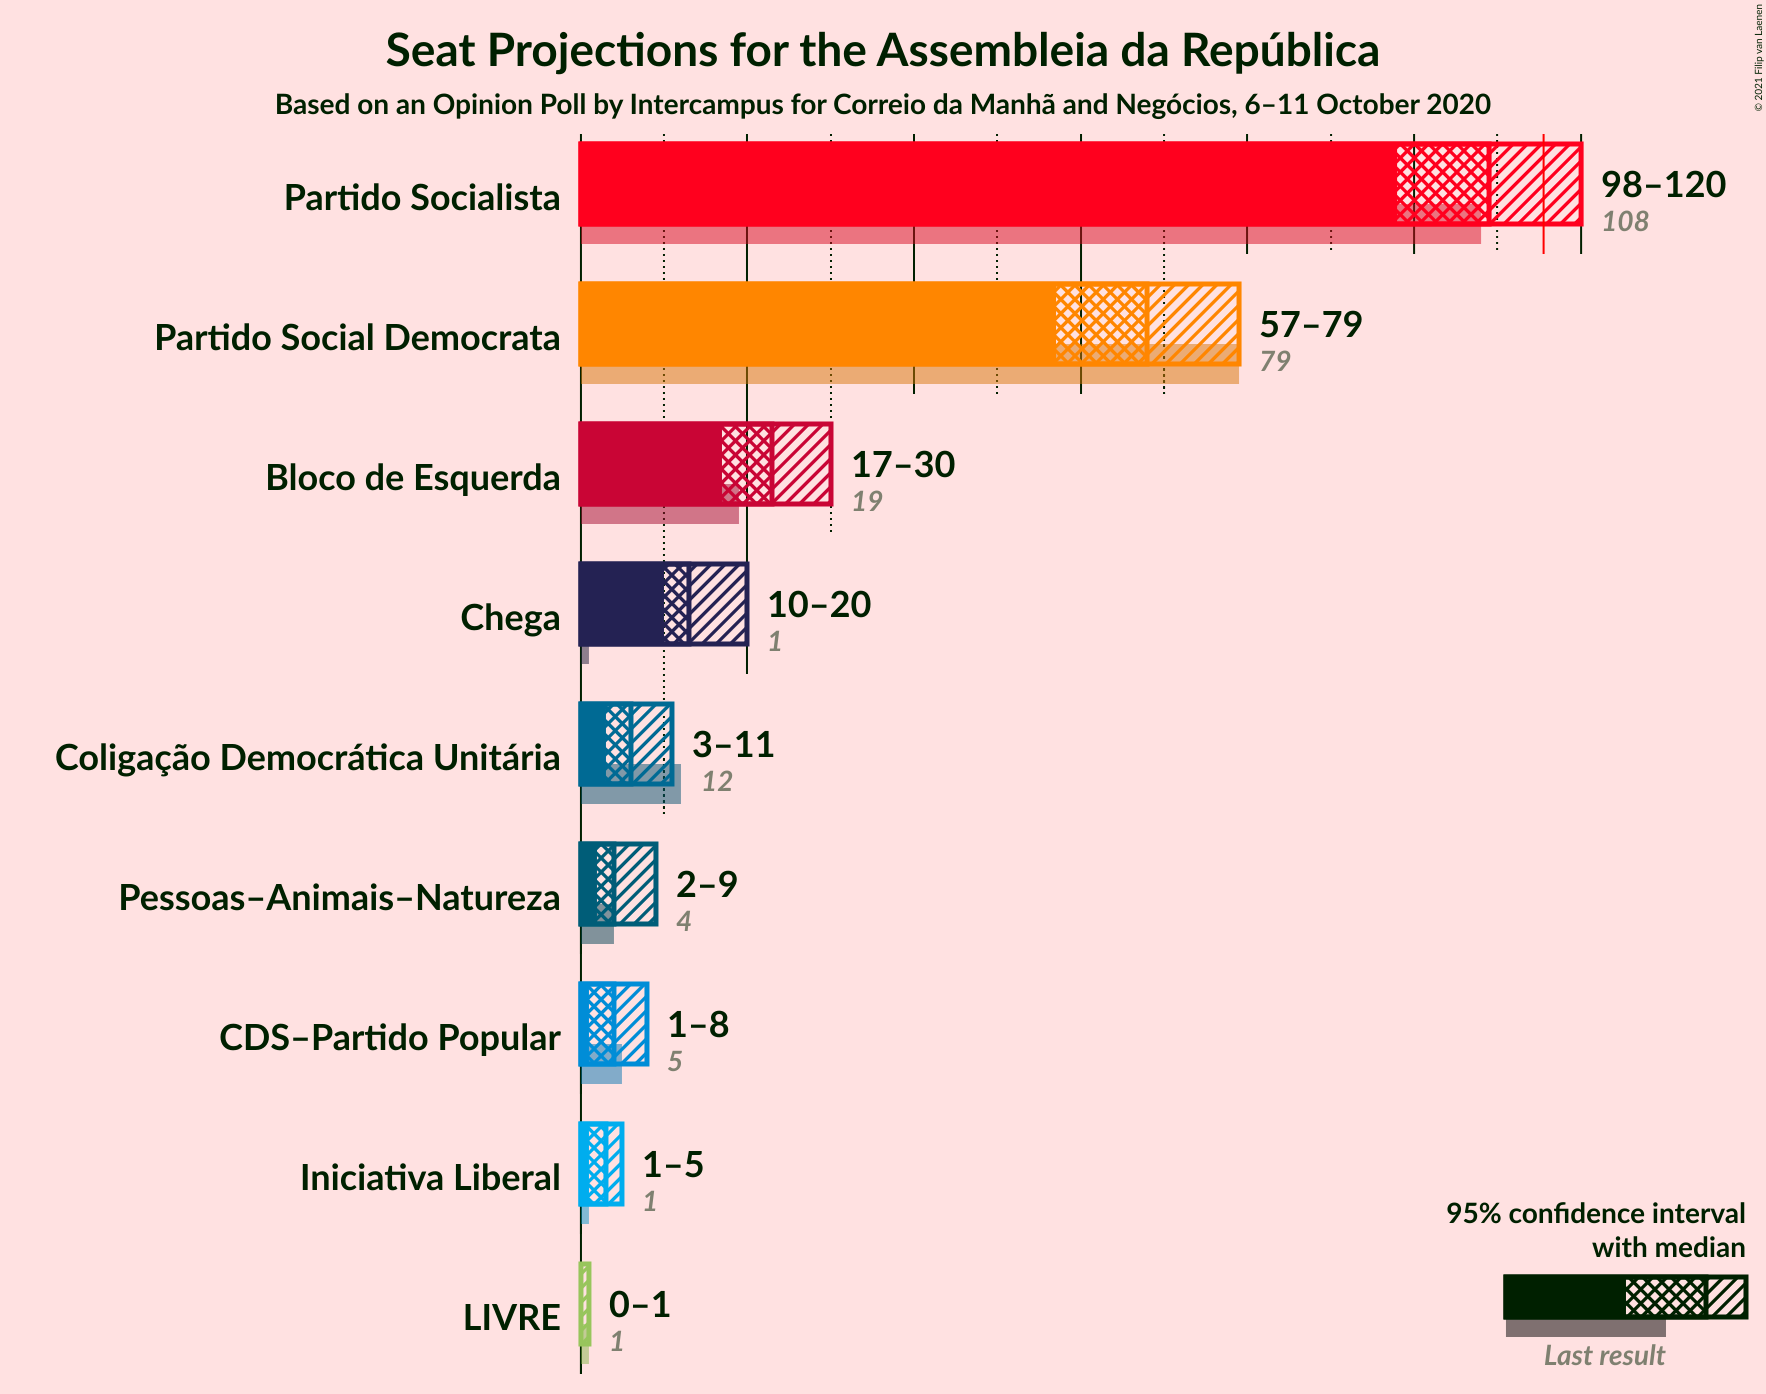 Seat Projections for the Assembleia da República
Based on an Opinion Poll by Intercampus for Correio da Manhã and Negócios, 6–11 October 2020
© 2021 Filip van Laenen
Partido Socialista
98–120
108
Partido Social Democrata
57–79
79
Bloco de Esquerda
17–30
19
Chega
10–20
1
Coligação Democrática Unitária
3–11
12
Pessoas–Animais–Natureza
2–9
4
CDS–Partido Popular
1–8
5
Iniciativa Liberal
1–5
1
LIVRE
0–1
1
95% confidence interval
with median
Last result